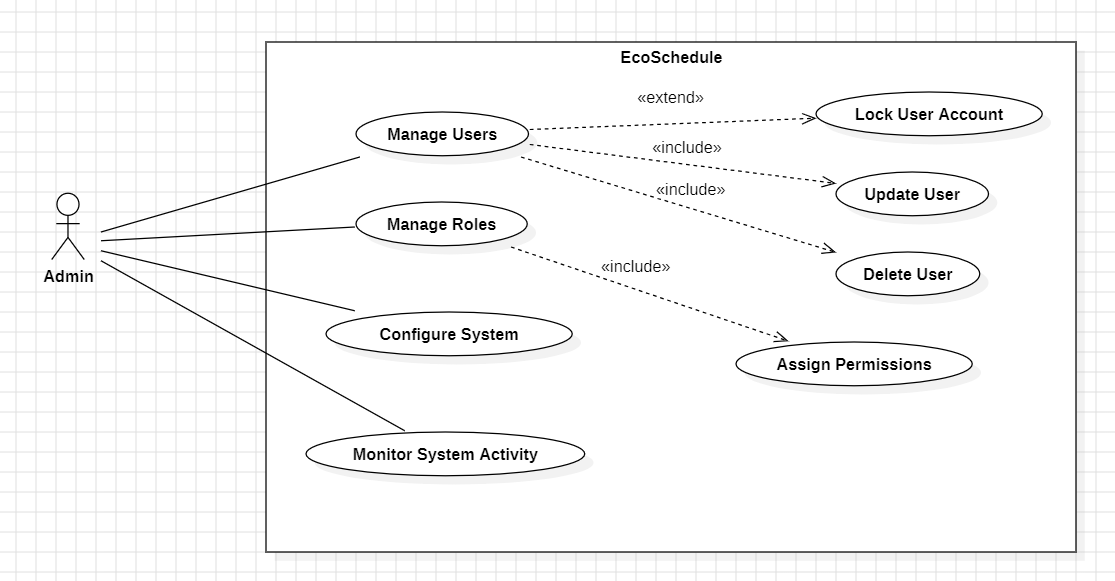 EcoSchedule
«extend»
Lock User Account
Manage Users
«include»
Update User
«include»
Manage Roles
Delete User
«include»
Admin
Configure System
Assign Permissions
Monitor System Activity